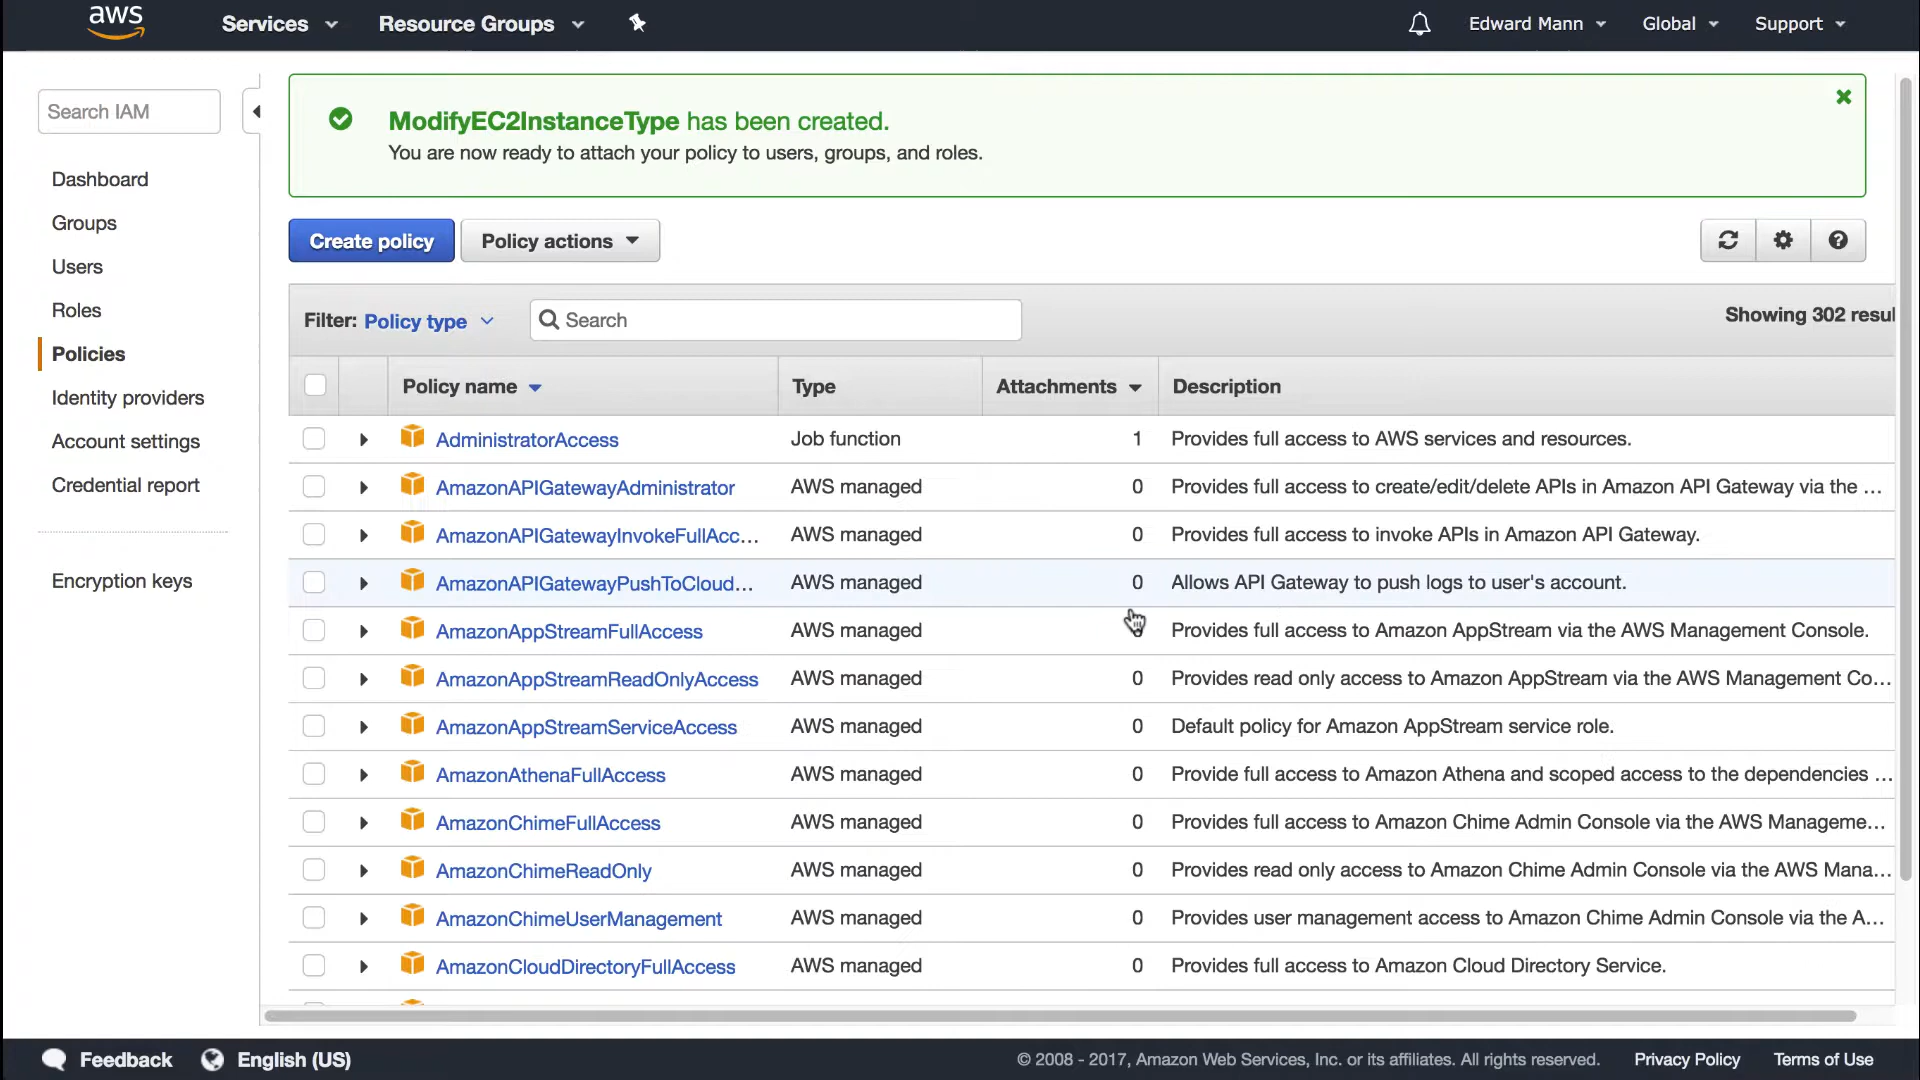 aws Services Resource Groups Edward Mann Global Support
Search IAM
Dashboard
Groups
Users
Roles
Policies
Identity providers
Account settings
Credential report
Encryption keys
ModifyEC2InstanceType has been created.
You are now ready to attach your policy to users, groups, and roles.
Create policy Policy actions
Filter: Policy type Search Showing 302 resul
Policy name Type Attachments Description
AdministratorAccess Job function 1 Provides full access to AWS services and resources.
AmazonAPIGatewayAdministrator AWS managed 0 Provides full access to create/edit/delete APIs in Amazon API Gateway via the ...
AmazonAPIGatewayInvokeFullAcc... AWS managed 0 Provides full access to invoke APIs in Amazon API Gateway.
AmazonAPIGatewayPushToCloud... AWS managed 0 Allows API Gateway to push logs to user's account.
AmazonAppStreamFullAccess AWS managed 0 Provides full access to Amazon AppStream via the AWS Management Console.
AmazonAppStreamReadOnlyAccess AWS managed 0 Provides read only access to Amazon AppStream via the AWS Management Co...
AmazonAppStreamServiceAccess AWS managed 0 Default policy for Amazon AppStream service role.
AmazonAthenaFullAccess AWS managed 0 Provide full access to Amazon Athena and scoped access to the dependencies ...
AmazonChimeFullAccess AWS managed 0 Provides full access to Amazon Chime Admin Console via the AWS Manageme...
AmazonChimeReadOnly AWS managed 0 Provides read only access to Amazon Chime Admin Console via the AWS Mana...
AmazonChimeUserManagement AWS managed 0 Provides user management access to Amazon Chime Admin Console via the A...
AmazonCloudDirectoryFullAccess AWS managed 0 Provides full access to Amazon Cloud Directory Service.
Feedback English (US) © 2008 - 2017, Amazon Web Services, Inc. or its affiliates. All rights reserved. Privacy Policy Terms of Use